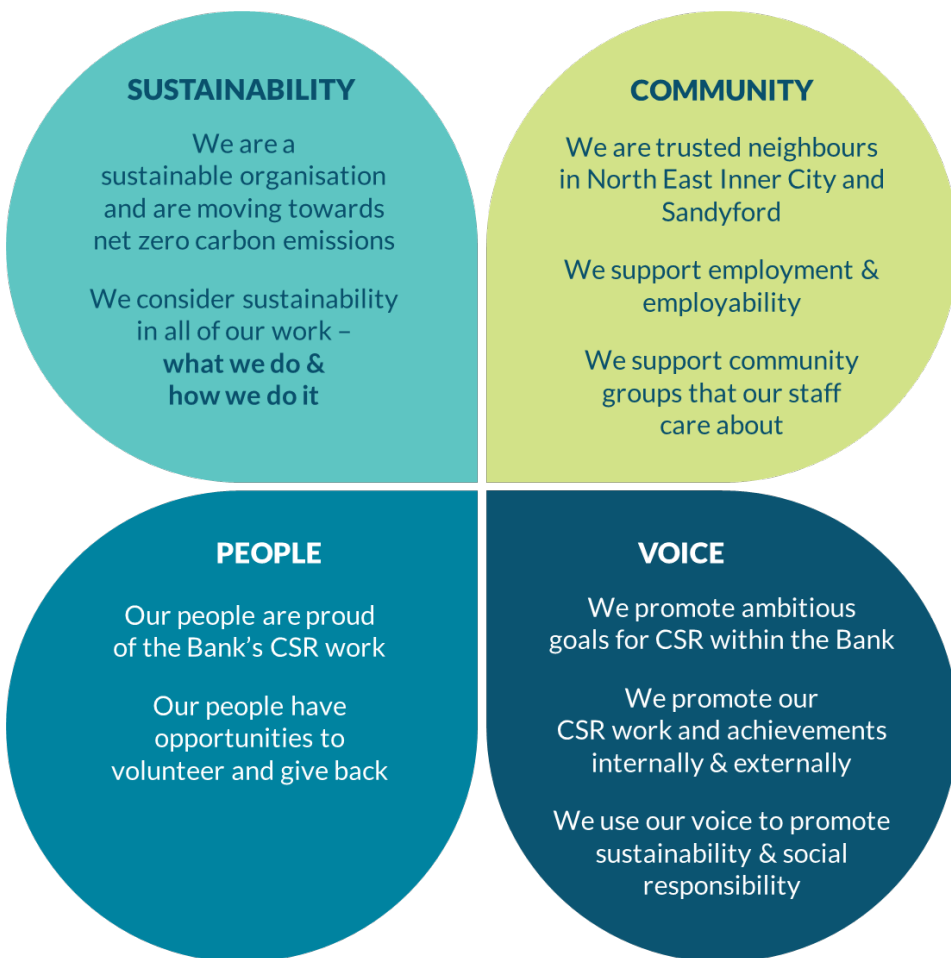 SUSTAINABILITY
We are a
sustainable organisation
and are moving towards
net zero carbon emissions
We consider sustainability
in all of our work –
what we do &
how we do it
COMMUNITY
We are trusted neighbours
in North East Inner City and
Sandyford
We support employment &
employability
We support community
groups that our staff
care about
PEOPLE
Our people are proud
of the Bank’s CSR work
Our people have
opportunities to
volunteer and give back
VOICE
We promote ambitious
goals for CSR within the Bank
We promote our
CSR work and achievements
internally & externally
We use our voice to promote
sustainability & social
responsibility